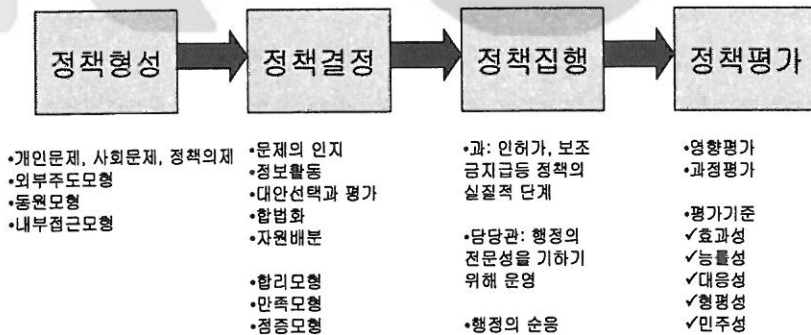 정책형성
정책결정
정책집행
정책평가
•개인문제, 사회문제, 정책의제
•외부주도모형
•동원모형
•내부접근모형
•문제의 인지
•정보활동
•대안선택과 평가
•합법화
•자원배분
•합리모형
•만족모형
•점증모형
•과: 인허가, 보조
금지급등 정책의
실질적 단계
•담당관: 행정의
전문성을 기하기
위해 운영
•행정의 순응
•영향평가
•과정평가
•평가기준
✓효과성
✓능률성
✓대응성
✓형평성
✓민주성